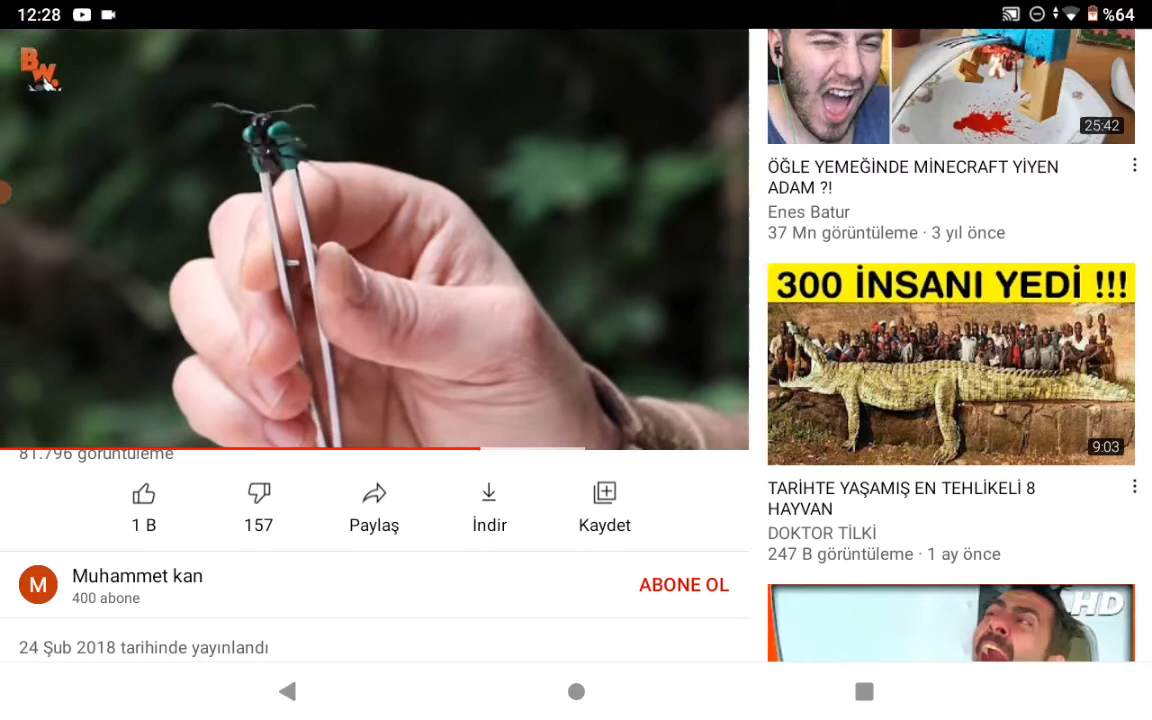 12:28
%64
BW.
81.796 görüntüleme
1 B
157
Paylaş
İndir
Kaydet
M
Muhammet kan
400 abone
ABONE OL
24 Şub 2018 tarihinde yayınlandı
25:42
ÖĞLE YEMEĞİNDE MİNECRAFT YİYEN
ADAM ?!
Enes Batur
37 Mn görüntüleme · 3 yıl önce
300 İNSANI YEDİ !!!
9:03
TARİHTE YAŞAMIŞ EN TEHLİKELİ 8
HAYVAN
DOKTOR TİLKİ
247 B görüntüleme · 1 ay önce
HD